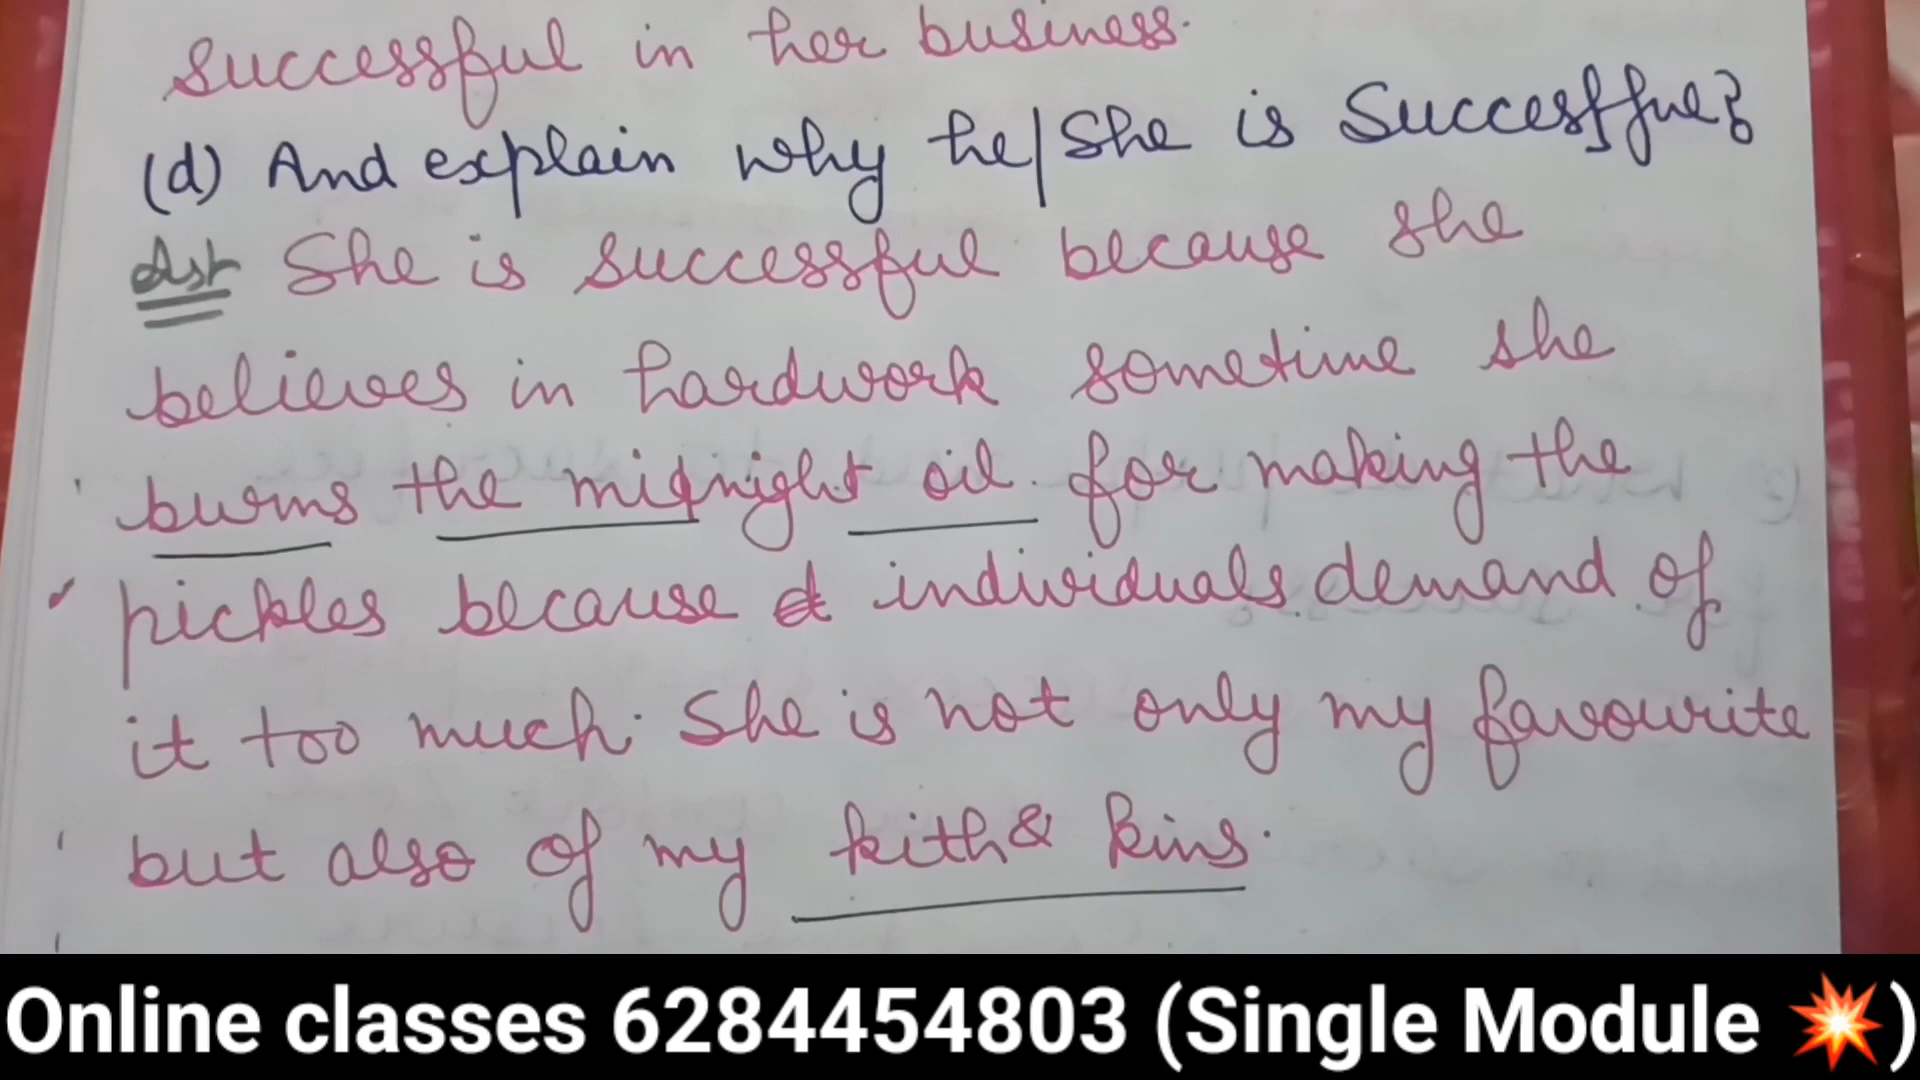 successful in her business.
(d) And explain why he/she is Successful?
Ans She is successful because she
believes in hardwork sometime she
burns the midnight oil for making the
pickles because individuals demand of
it too much. She is not only my favourite
but also of my keith & kins.
Online classes 6284454803 (Single Module 💥)